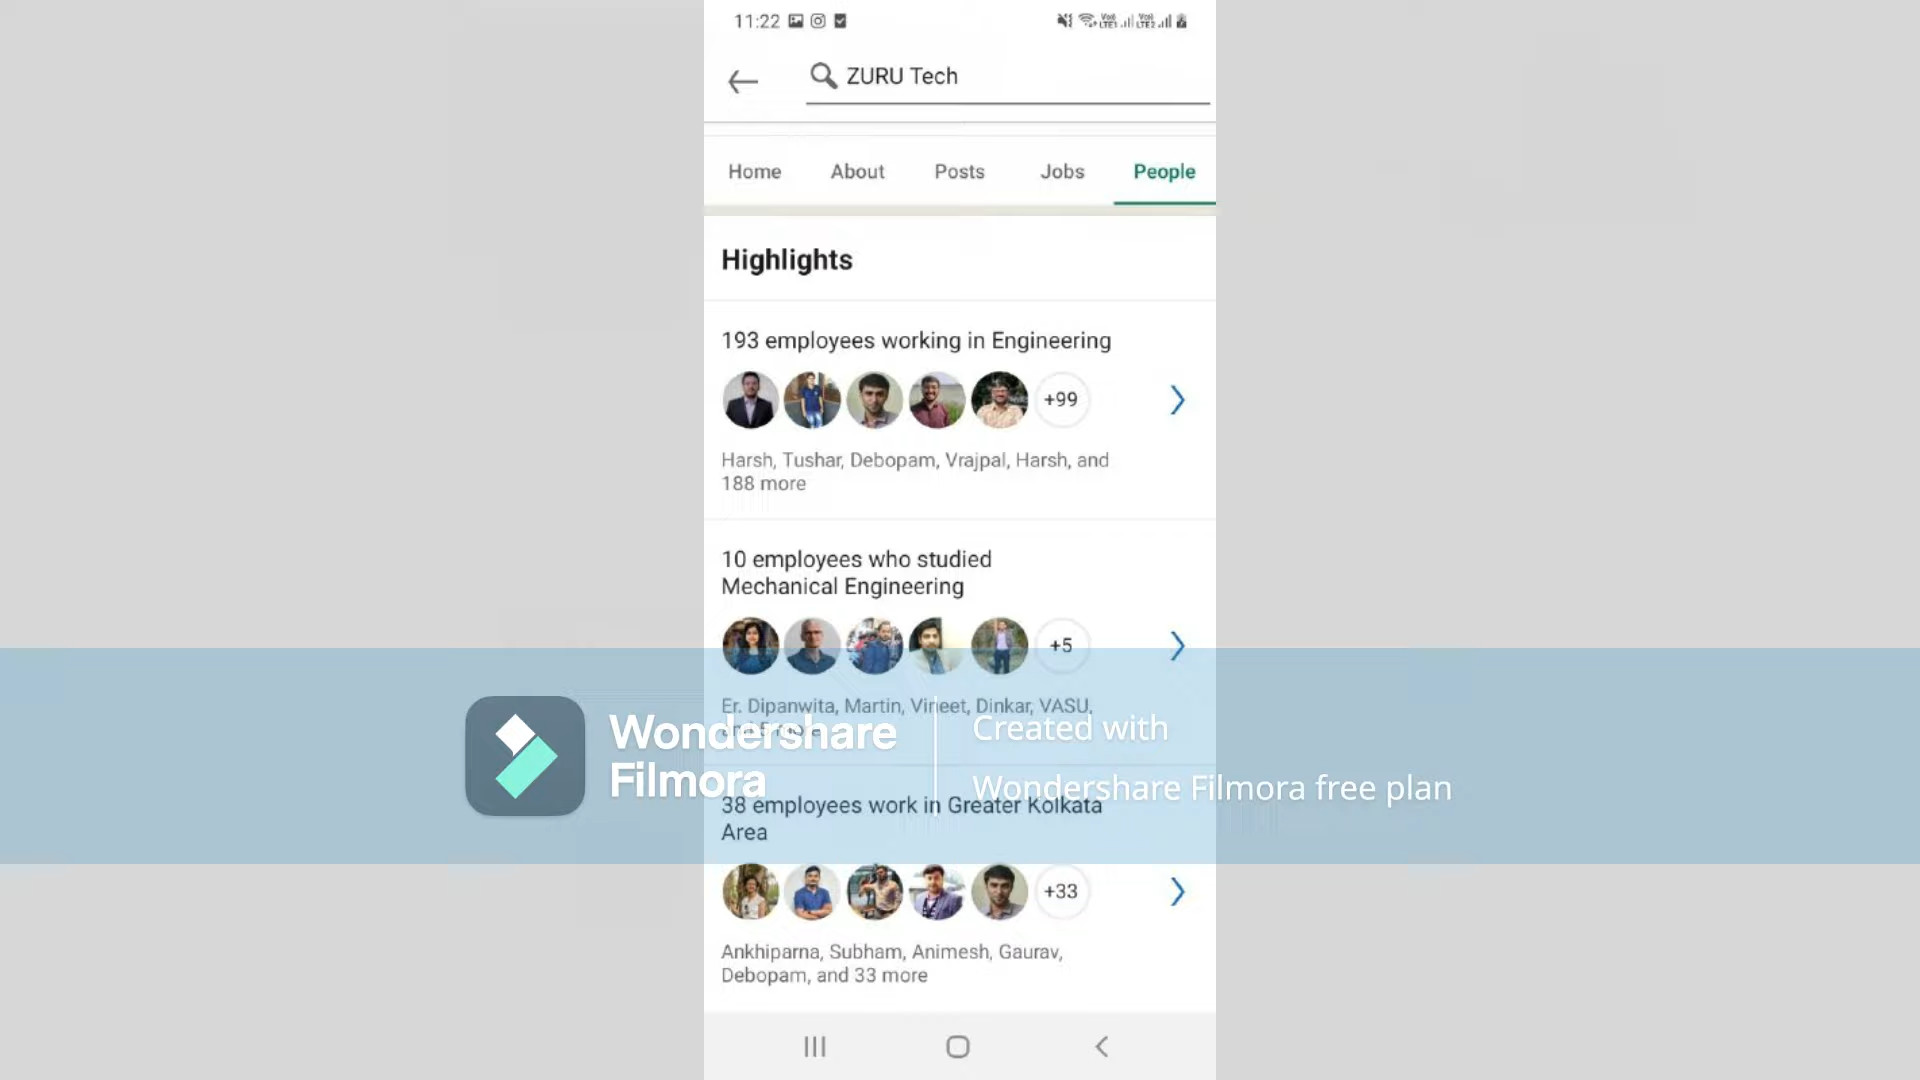 11:22
ZURU Tech
Home About Posts Jobs People
Highlights
193 employees working in Engineering
+99
Harsh, Tushar, Debopam, Vrajpal, Harsh, and
188 more
10 employees who studied
Mechanical Engineering
+5
Er. Dipanwita, Martin, Vineet, Dinkar, VASU,
and 5 more
Wondershare
Filmora
Created with
Wondershare Filmora free plan
38 employees work in Greater Kolkata
Area
+33
Ankhiparna, Subham, Animesh, Gaurav,
Debopam, and 33 more